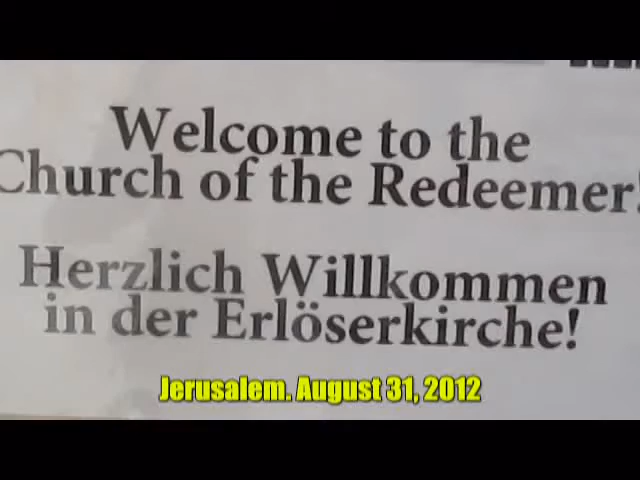 Welcome to the
Church of the Redeemer!
Herzlich Willkommen
in der Erlöserkirche!
Jerusalem. August 31, 2012